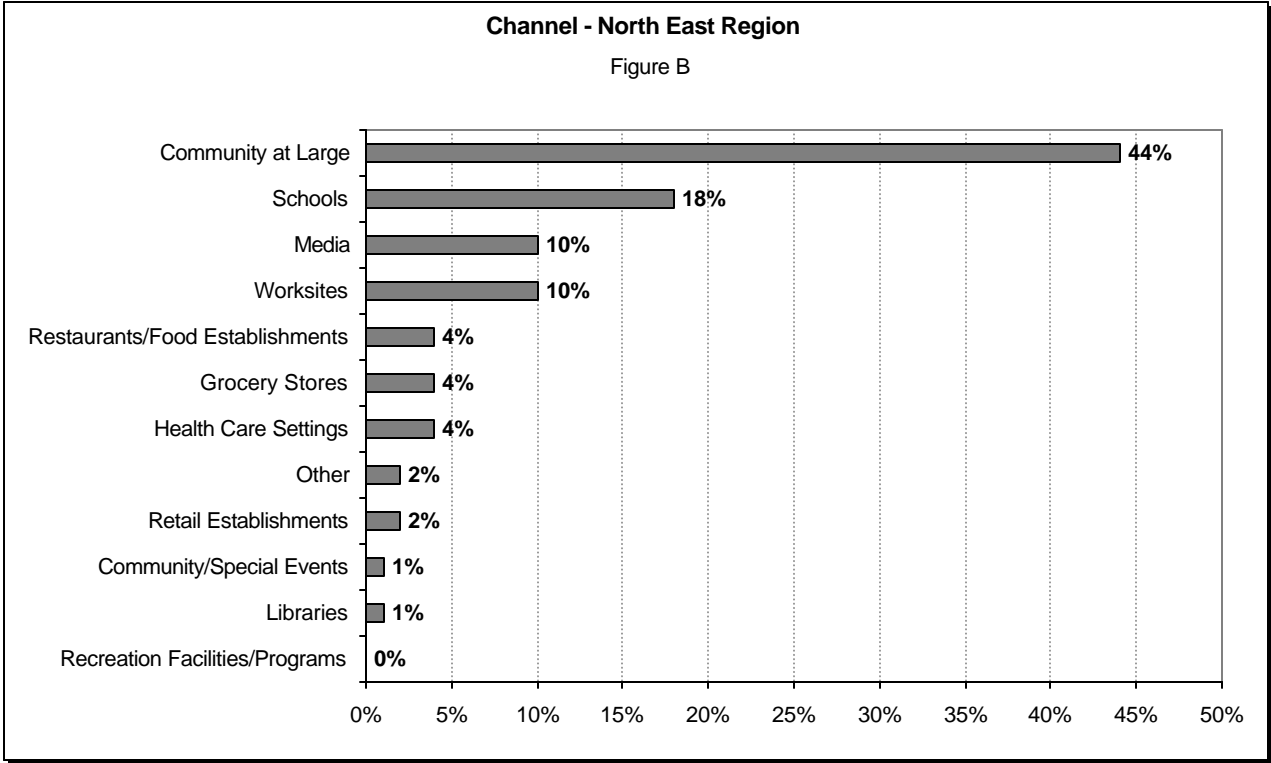 Channel - North East Region
Figure B
Community at Large 44%
Schools 18%
Media 10%
Worksites 10%
Restaurants/Food Establishments 4%
Grocery Stores 4%
Health Care Settings 4%
Other 2%
Retail Establishments 2%
Community/Special Events 1%
Libraries 1%
Recreation Facilities/Programs 0%
0% 5% 10% 15% 20% 25% 30% 35% 40% 45% 50%